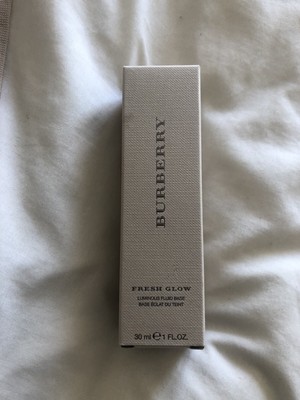 BURBERRY
FRESH GLOW
LUMINOUS FLUID BASE
BASE ÉCLAT DU TEINT
30 ml ℮ 1 FL.OZ.